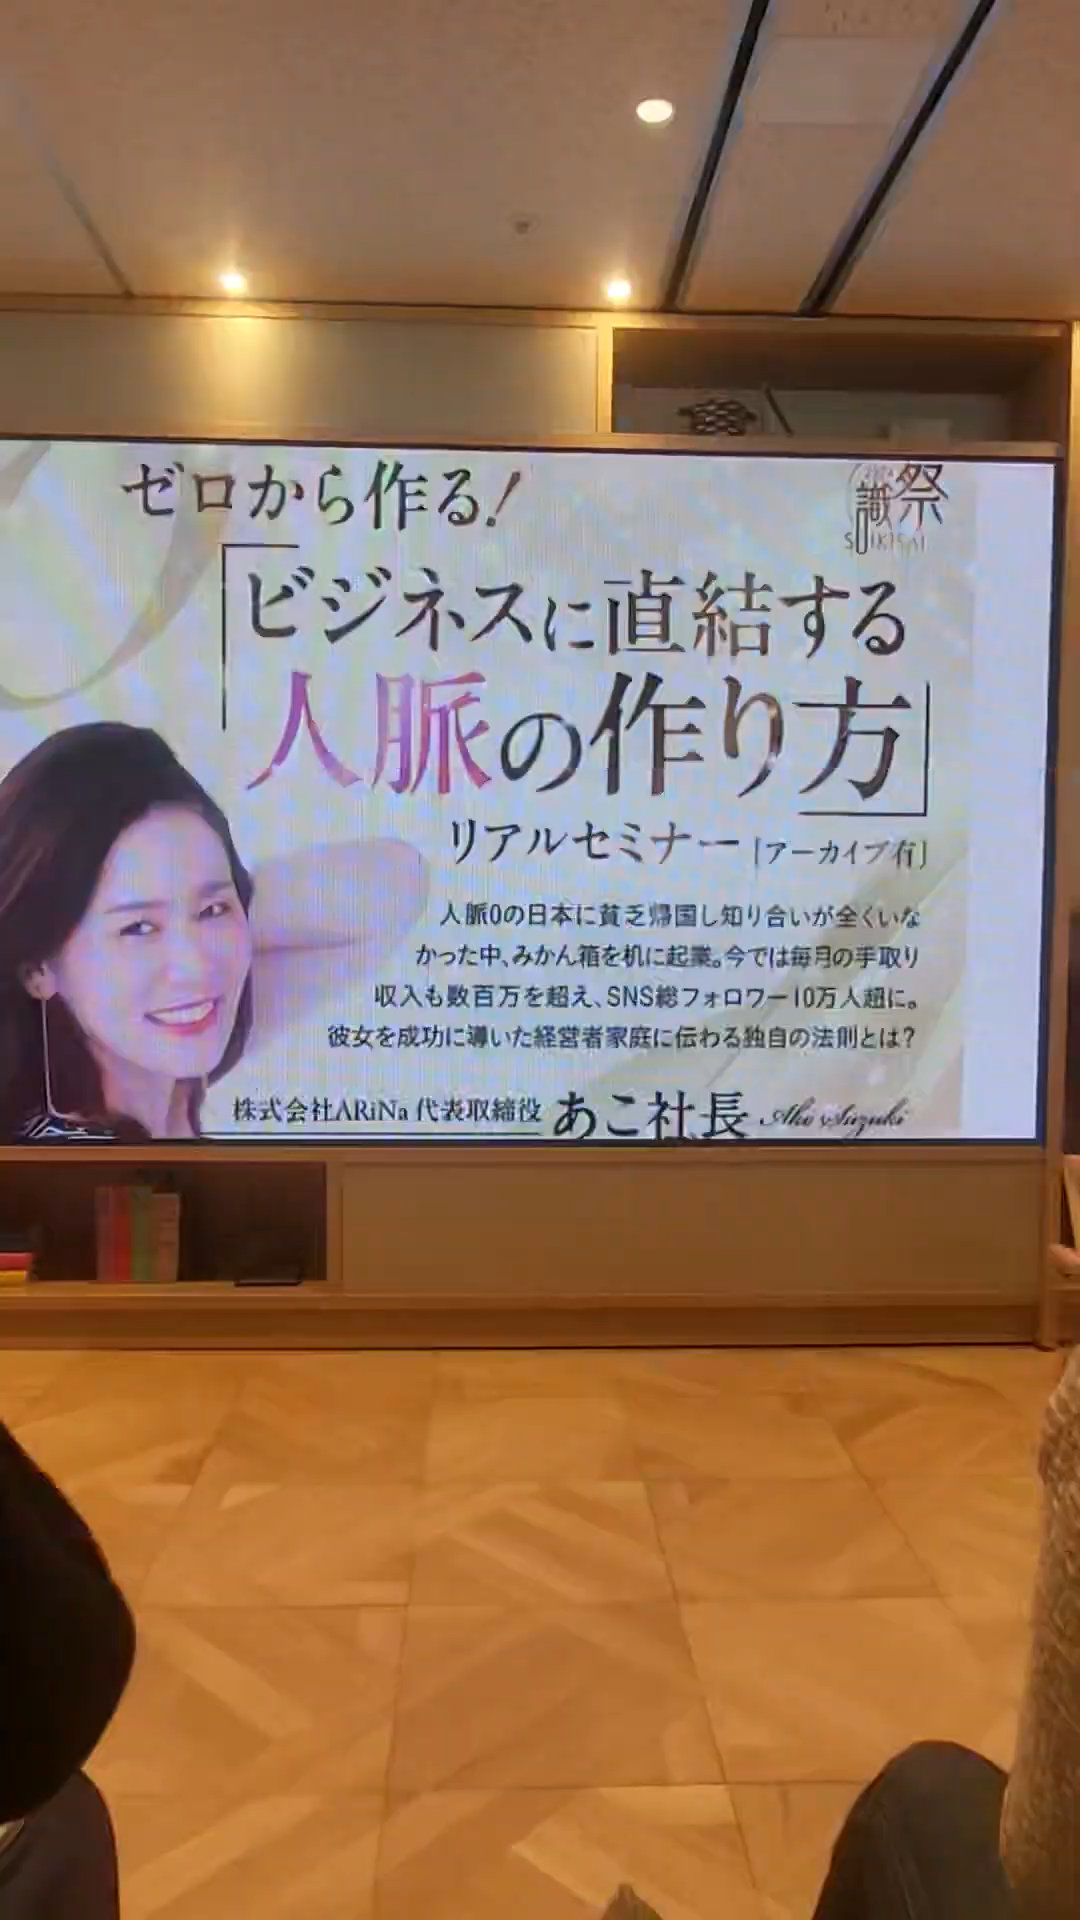 ゼロから作る!
識祭
「ビジネスに直結する
人脈の作り方」
リアルセミナー[アーカイブ有]
人脈0の日本に貧乏帰国し知り合いが全くいな
かった中、みかん箱を机に起業。今では毎月の手取り
収入も数百万を超え、SNS総フォロワー10万人超に。
彼女を成功に導いた経営者家庭に伝わる独自の法則とは?
株式会社ARiNa 代表取締役 あこ社長 Ako Suzuki